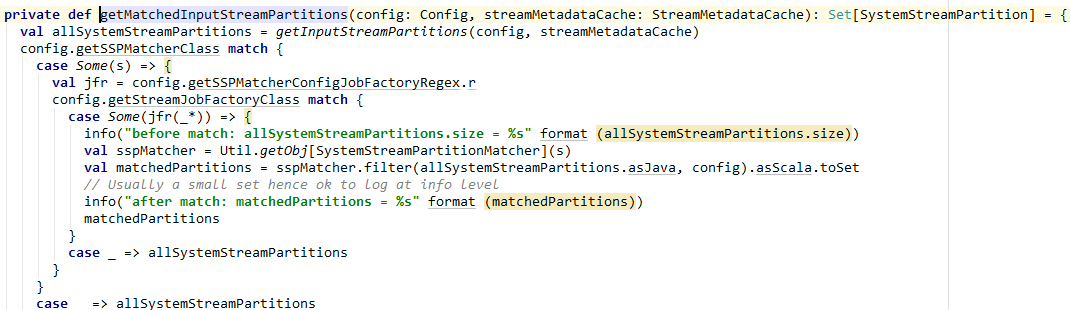 private def getMatchedInputStreamPartitions(config: Config, streamMetadataCache: StreamMetadataCache): Set[SystemStreamPartition] = {
  val allSystemStreamPartitions = getInputStreamPartitions(config, streamMetadataCache)
  config.getSSPMatcherClass match {
    case Some(s) => {
      val jfr = config.getSSPMatcherConfigJobFactoryRegex.r
      config.getStreamJobFactoryClass match {
        case Some(jfr(_*)) => {
          info("before match: allSystemStreamPartitions.size = %s" format (allSystemStreamPartitions.size))
          val sspMatcher = Util.getObj[SystemStreamPartitionMatcher](s)
          val matchedPartitions = sspMatcher.filter(allSystemStreamPartitions.asJava, config).asScala.toSet
          // Usually a small set hence ok to log at info level
          info("after match: matchedPartitions = %s" format (matchedPartitions))
          matchedPartitions
        }
        case _ => allSystemStreamPartitions
      }
    }
    case   => allSystemStreamPartitions